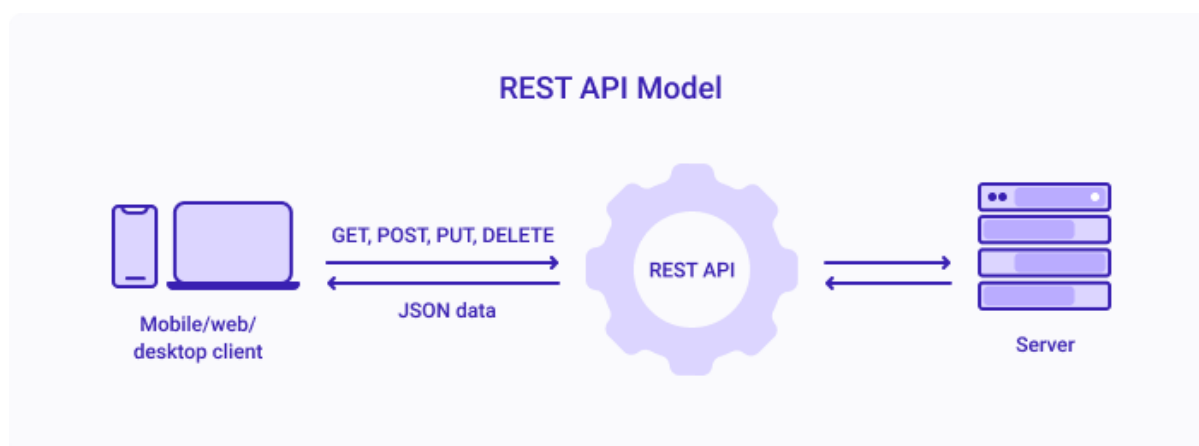 REST API Model
GET, POST, PUT, DELETE
REST API
JSON data
Mobile/web/
desktop client
Server